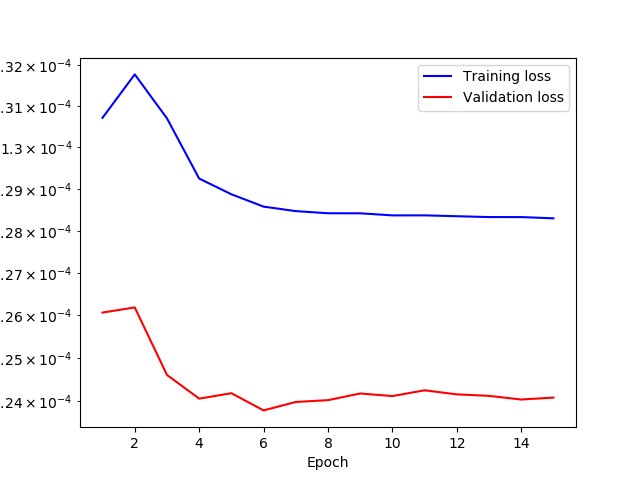 .32 × 10⁻⁴
.31 × 10⁻⁴
1.3 × 10⁻⁴
.29 × 10⁻⁴
.28 × 10⁻⁴
.27 × 10⁻⁴
.26 × 10⁻⁴
.25 × 10⁻⁴
.24 × 10⁻⁴
Training loss
Validation loss
2 4 6 8 10 12 14
Epoch